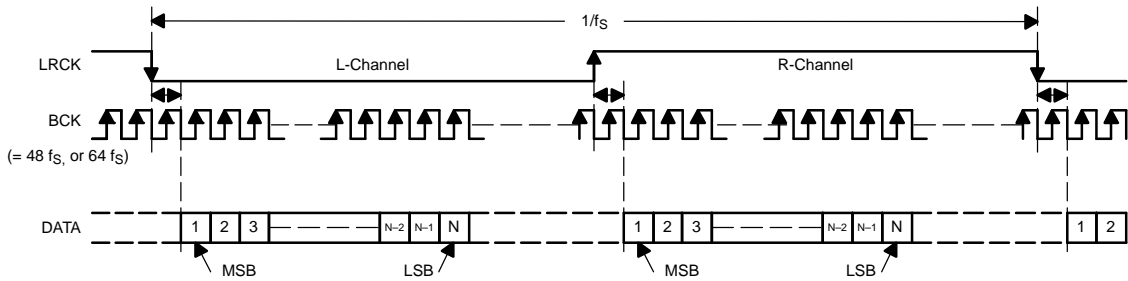 1/fS
LRCK
L-Channel
R-Channel
BCK
(= 48 fS, or 64 fS)
DATA
1 2 3 N–2 N–1 N
1 2 3 N–2 N–1 N
1 2
MSB
LSB
MSB
LSB